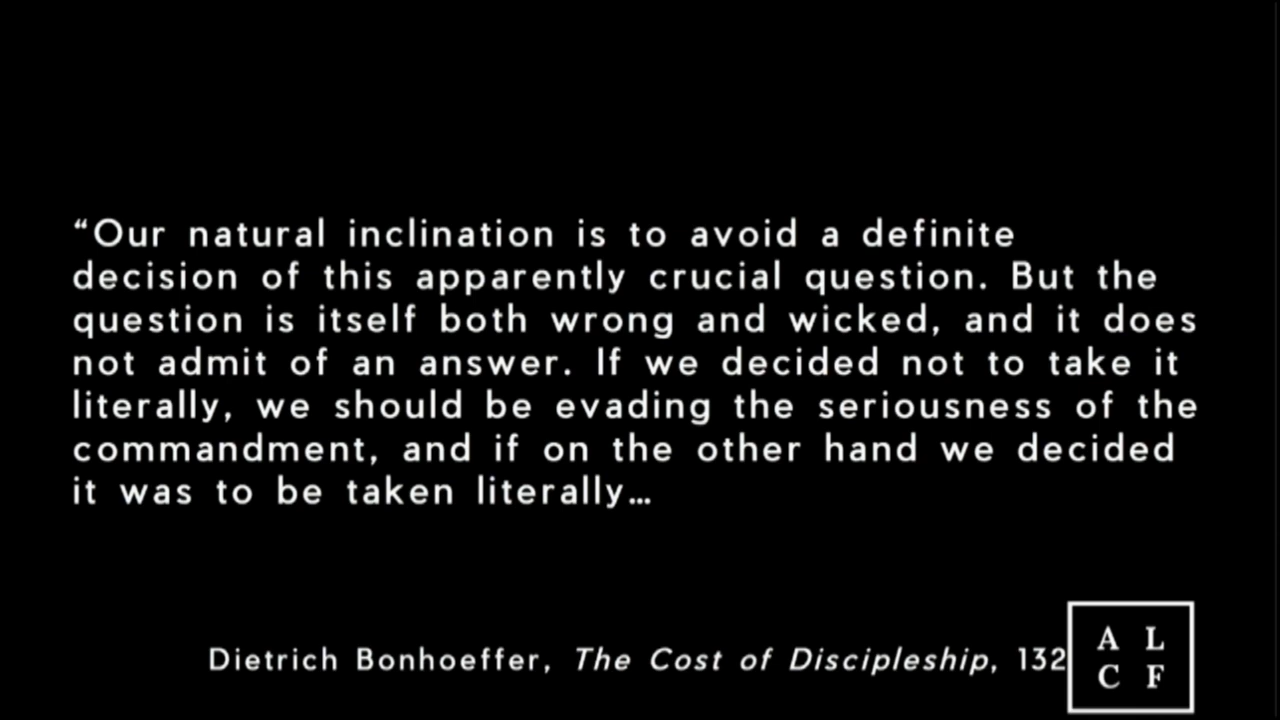 “Our natural inclination is to avoid a definite
decision of this apparently crucial question. But the
question is itself both wrong and wicked, and it does
not admit of an answer. If we decided not to take it
literally, we should be evading the seriousness of the
commandment, and if on the other hand we decided
it was to be taken literally…
Dietrich Bonhoeffer, The Cost of Discipleship, 132
A L
C F